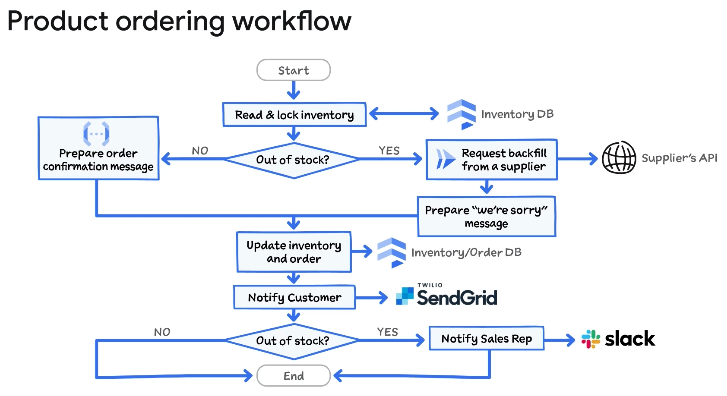 Product ordering workflow
Start
Read & lock inventory
Inventory DB
{...}
Prepare order
confirmation message
NO
Out of stock?
YES
Request backfill
from a supplier
Supplier's API
Prepare “we're sorry”
message
Update inventory
and order
Inventory/Order DB
Notify Customer
TWILIO
SendGrid
NO
Out of stock?
YES
Notify Sales Rep
slack
End